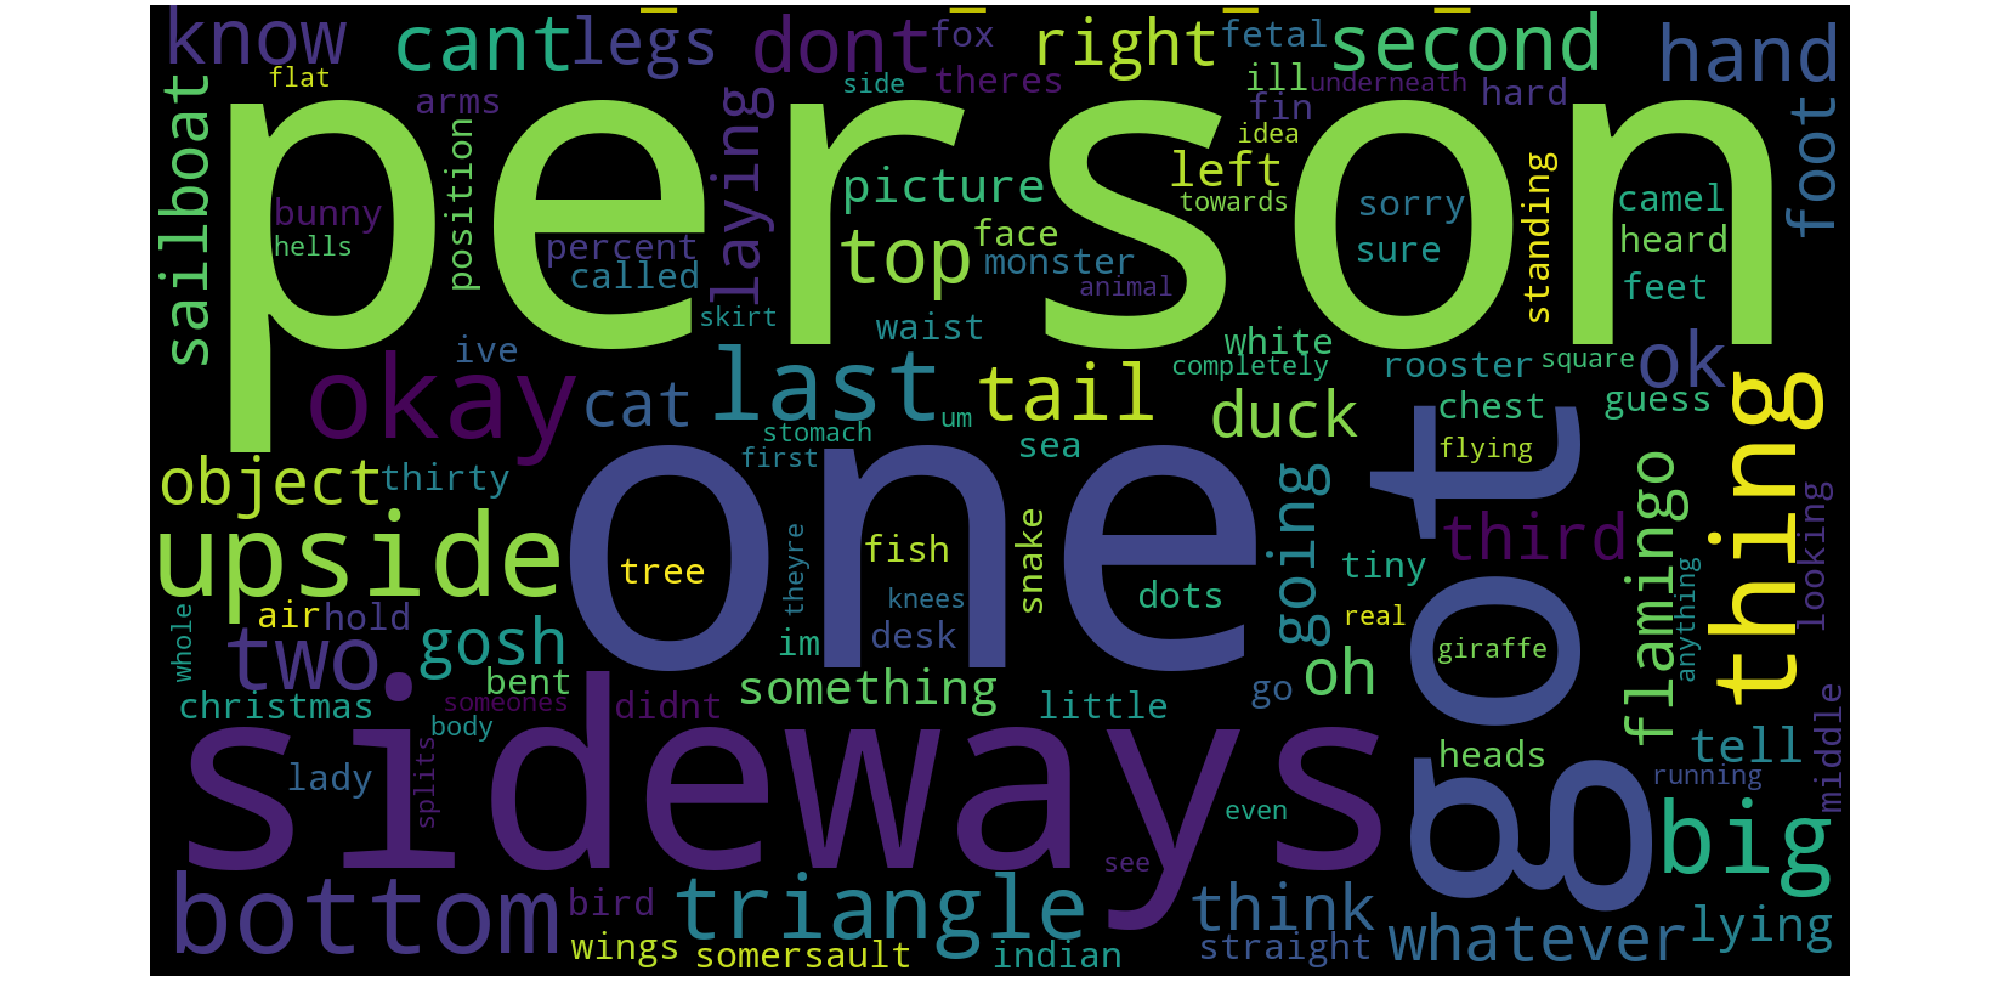 know
cant
legs
dont
fox
right
fetal
second
hand
flat
arms
side
theres
ill
underneath
hard
fin
foot
sailboat
person
position
laying
idea
picture
left
towards
standing
sorry
camel
bunny
hells
percent
called
top
face
monster
animal
sure
heard
feet
skirt
waist
white
completely
rooster
square
ok
ive
okay
cat
last
um
tail
duck
chest
guess
thing
stomach
first
sea
flying
object
thirty
one
got
going
third
flamingo
looking
upside
tree
theyre
fish
snake
knees
desk
dots
tiny
real
giraffe
anything
whole
air
hold
two
gosh
im
bent
something
oh
go
little
christmas
someones
didnt
body
sideways
lady
splits
heads
tell
running
middle
even
see
big
bottom
bird
triangle
think
whatever
lying
wings
somersault
indian
straight